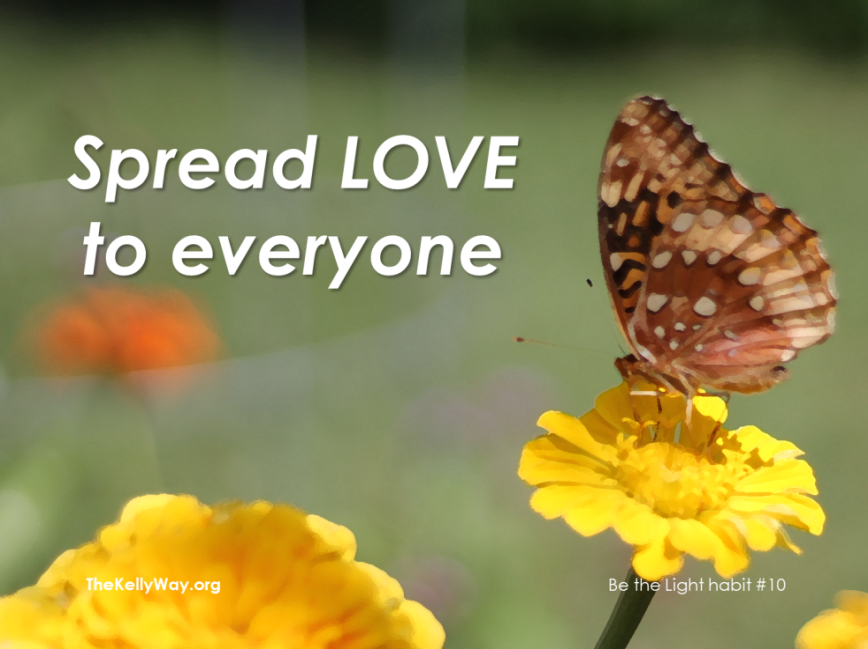 Spread LOVE
to everyone
TheKellyWay.org
Be the Light habit #10